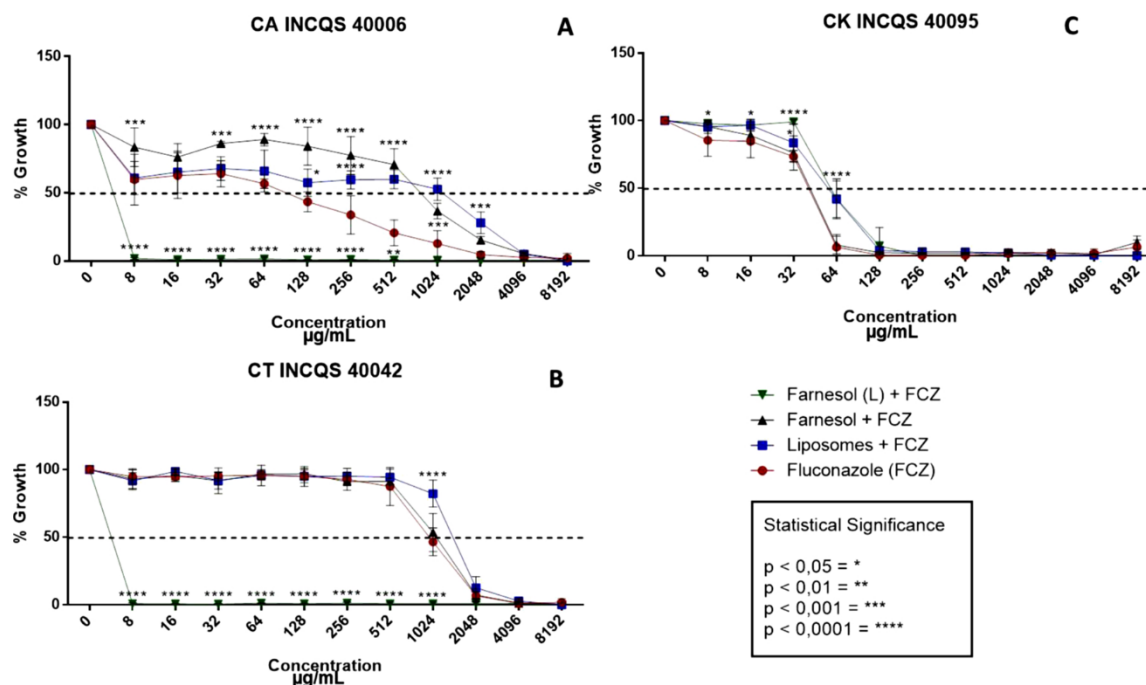 CA INCQS 40006
A
% Growth
150
100
50
0
*** *** **** **** **** **** ****
* **** *** ***
**** **** **** **** **** **** **
0 8 16 32 64 128 256 512 1024 2048 4096 8192
Concentration
µg/mL
CK INCQS 40095
C
% Growth
150
100
50
0
* * **** * ****
0 8 16 32 64 128 256 512 1024 2048 4096 8192
Concentration
µg/mL
CT INCQS 40042
B
% Growth
150
100
50
0
****
**** **** **** **** **** **** **** ****
0 8 16 32 64 128 256 512 1024 2048 4096 8192
Concentration
µg/mL
Farnesol (L) + FCZ
Farnesol + FCZ
Liposomes + FCZ
Fluconazole (FCZ)
Statistical Significance
p < 0,05 = *
p < 0,01 = **
p < 0,001 = ***
p < 0,0001 = ****